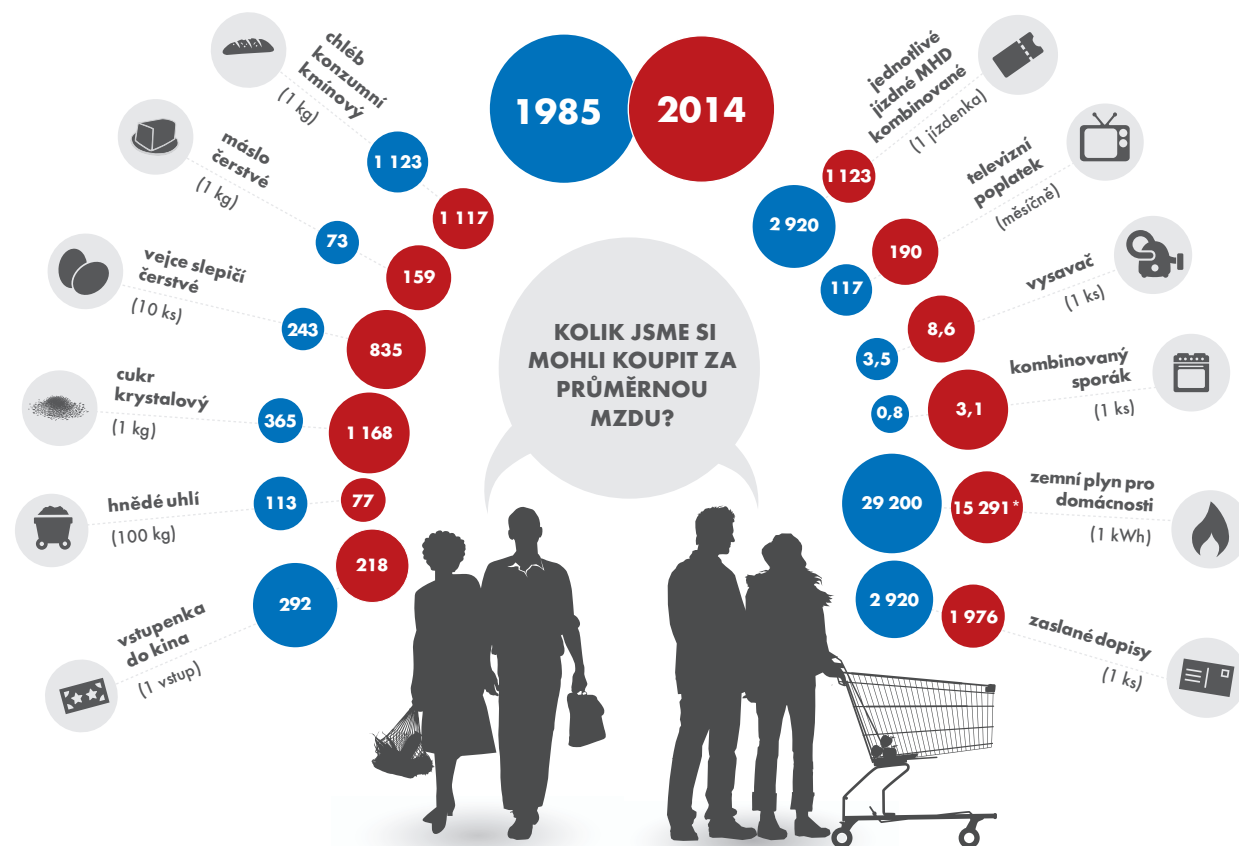 1985
2014
KOLIK JSME SI
MOHLI KOUPIT ZA
PRŮMĚRNOU
MZDU?
chléb
konzumní
kmínový
(1 kg)
1 123
1 117
máslo
čerstvé
(1 kg)
73
159
vejce slepičí
čerstvé
(10 ks)
243
835
cukr
krystalový
(1 kg)
365
1 168
hnědé uhlí
(100 kg)
113
77
vstupenka
do kina
(1 vstup)
292
218
jednotlivé
jízdné MHD
kombinované
(1 jízdenka)
1 123
2 920
televizní
poplatek
(měsíčně)
190
117
vysavač
(1 ks)
8,6
3,5
kombinovaný
sporák
(1 ks)
0,8
3,1
zemní plyn pro
domácnosti
(1 kWh)
29 200
15 291*
zaslané dopisy
(1 ks)
2 920
1 976